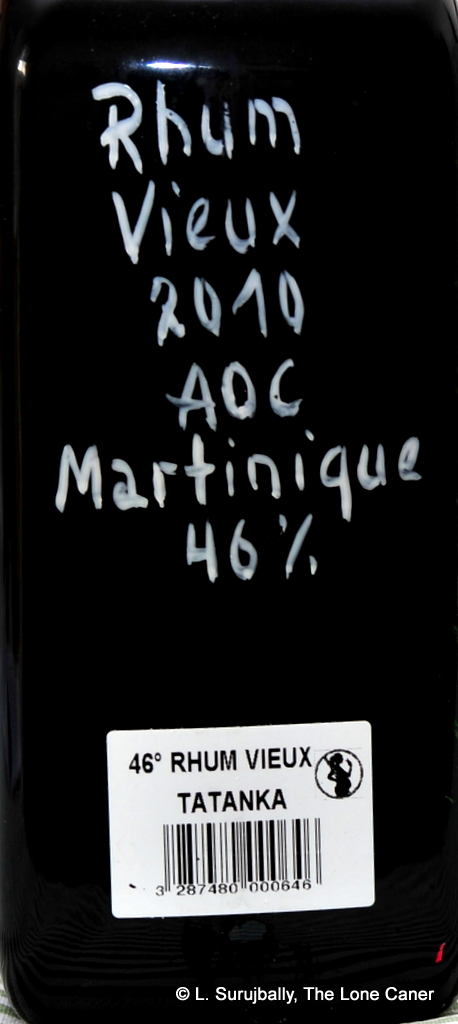 Rhum
Vieux
2010
AOC
Martinique
46%
46° RHUM VIEUX
TATANKA
3 287480 000646
© L. Surujbally, The Lone Caner